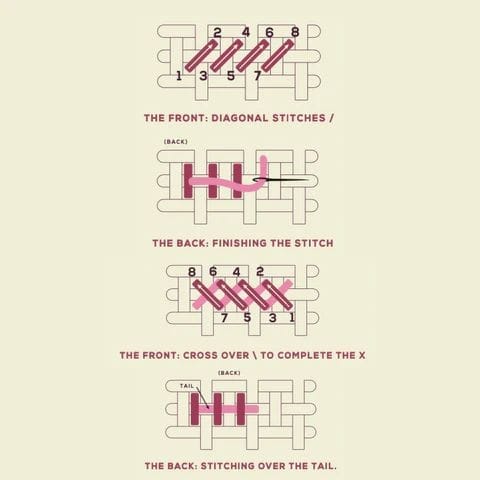 2 4 6 8
1 3 5 7
THE FRONT: DIAGONAL STITCHES /
(BACK)
THE BACK: FINISHING THE STITCH
8 6 4 2
7 5 3 1
THE FRONT: CROSS OVER \ TO COMPLETE THE X
(BACK)
TAIL
THE BACK: STITCHING OVER THE TAIL.